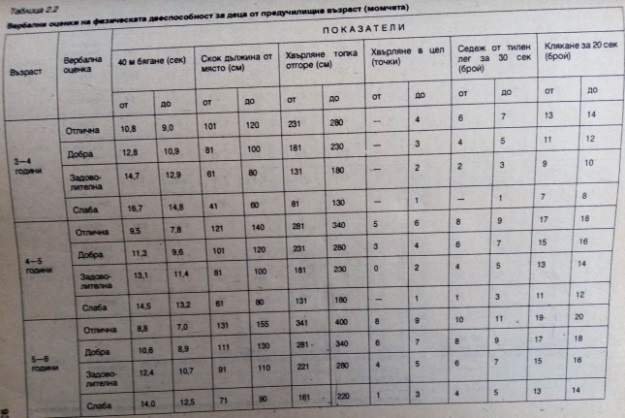 Таблица 2.2
Вербални оценки на физическата дееспособност за деца от предучилищна възраст (момчета)
ПОКАЗАТЕЛИ
Възраст | Вербална оценка | 40 м бягане (сек) | Скок дължина от място (см) | Хвърляне топка отгоре (см) | Хвърляне в цел (точки) | Седеж от тилен лег за 30 сек (брой) | Клякане за 20 сек (брой)
от | до | от | до | от | до | от | до | от | до | от | до
3—4 години | Отлична | 10,8 | 9,0 | 101 | 120 | 231 | 280 | — | 4 | 6 | 7 | 13 | 14
Добра | 12,8 | 10,9 | 81 | 100 | 181 | 230 | — | 3 | 4 | 5 | 11 | 12
Задово-лителна | 14,7 | 12,9 | 61 | 80 | 131 | 180 | — | 2 | 2 | 3 | 9 | 10
Слаба | 16,7 | 14,8 | 41 | 60 | 81 | 130 | — | 1 | — | 1 | 7 | 8
4—5 години | Отлична | 9,5 | 7,8 | 121 | 140 | 281 | 340 | 5 | 6 | 8 | 9 | 17 | 18
Добра | 11,3 | 9,6 | 101 | 120 | 231 | 280 | 3 | 4 | 6 | 7 | 15 | 16
Задово-лителна | 13,1 | 11,4 | 81 | 100 | 181 | 230 | 0 | 2 | 4 | 5 | 13 | 14
Слаба | 14,5 | 13,2 | 61 | 80 | 131 | 180 | — | 1 | 1 | 3 | 11 | 12
5—6 години | Отлична | 8,8 | 7,0 | 131 | 155 | 341 | 400 | 8 | 9 | 10 | 11 | 19 | 20
Добра | 10,6 | 8,9 | 111 | 130 | 281 | 340 | 6 | 7 | 8 | 9 | 17 | 18
Задово-лителна | 12,4 | 10,7 | 91 | 110 | 221 | 280 | 4 | 5 | 6 | 7 | 15 | 16
Слаба | 14,0 | 12,5 | 71 | 90 | 161 | 220 | 1 | 3 | 4 | 5 | 13 | 14